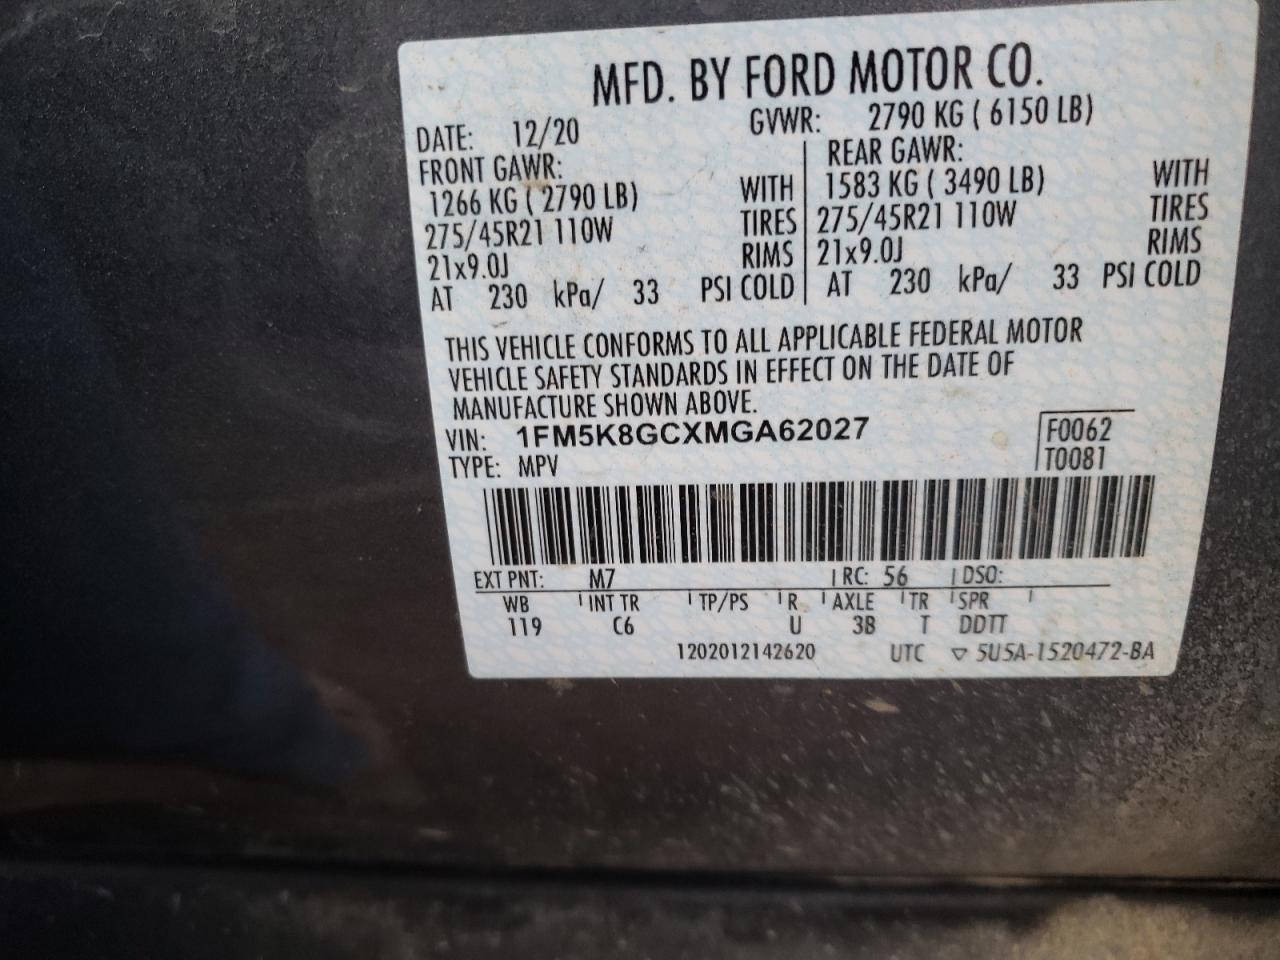 MFD. BY FORD MOTOR CO.
DATE: 12/20 GVWR: 2790 KG ( 6150 LB)
FRONT GAWR: REAR GAWR:
1266 KG ( 2790 LB) WITH 1583 KG ( 3490 LB) WITH
275/45R21 110W TIRES 275/45R21 110W TIRES
21x9.0J RIMS 21x9.0J RIMS
AT 230 kPa/ 33 PSI COLD AT 230 kPa/ 33 PSI COLD
THIS VEHICLE CONFORMS TO ALL APPLICABLE FEDERAL MOTOR
VEHICLE SAFETY STANDARDS IN EFFECT ON THE DATE OF
MANUFACTURE SHOWN ABOVE.
VIN: 1FM5K8GCXMGA62027 F0062
TYPE: MPV T0081
EXT PNT: M7 RC: 56 DSO:
WB INT TR TP/PS R AXLE TR SPR
119 C6 U 3B T DDTT
1202012142620 UTC ▽ 5U5A-1520472-BA